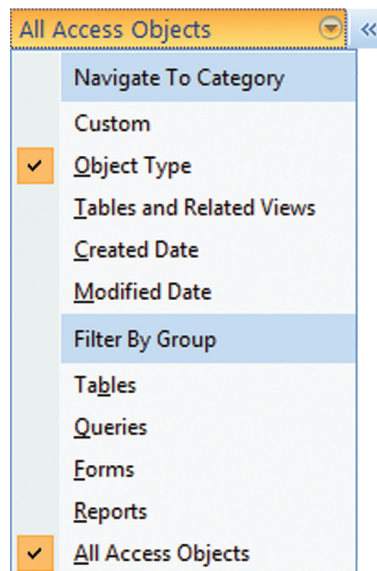 All Access Objects «
Navigate To Category
Custom
Object Type
Tables and Related Views
Created Date
Modified Date
Filter By Group
Tables
Queries
Forms
Reports
All Access Objects